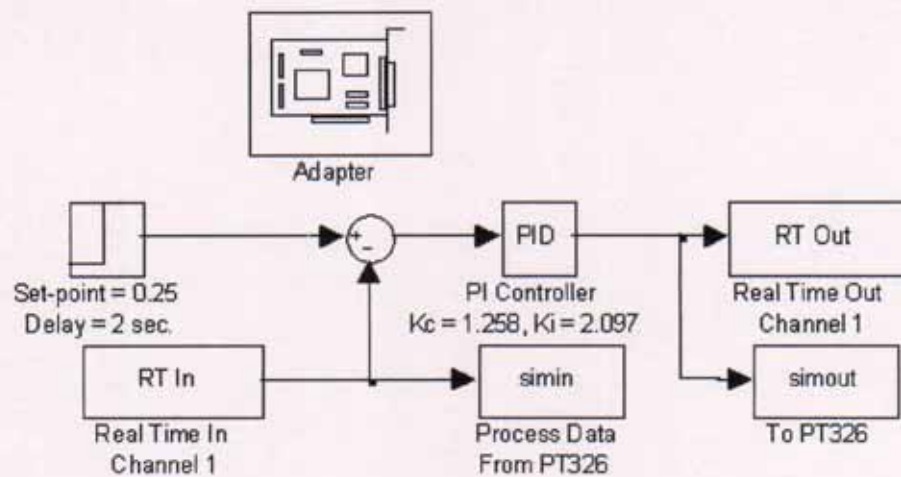 Adapter
PID
RT Out
Set-point = 0.25
Delay = 2 sec.
PI Controller
Kc = 1.258, Ki = 2.097
Real Time Out
Channel 1
RT In
simin
simout
Real Time In
Channel 1
Process Data
From PT326
To PT326